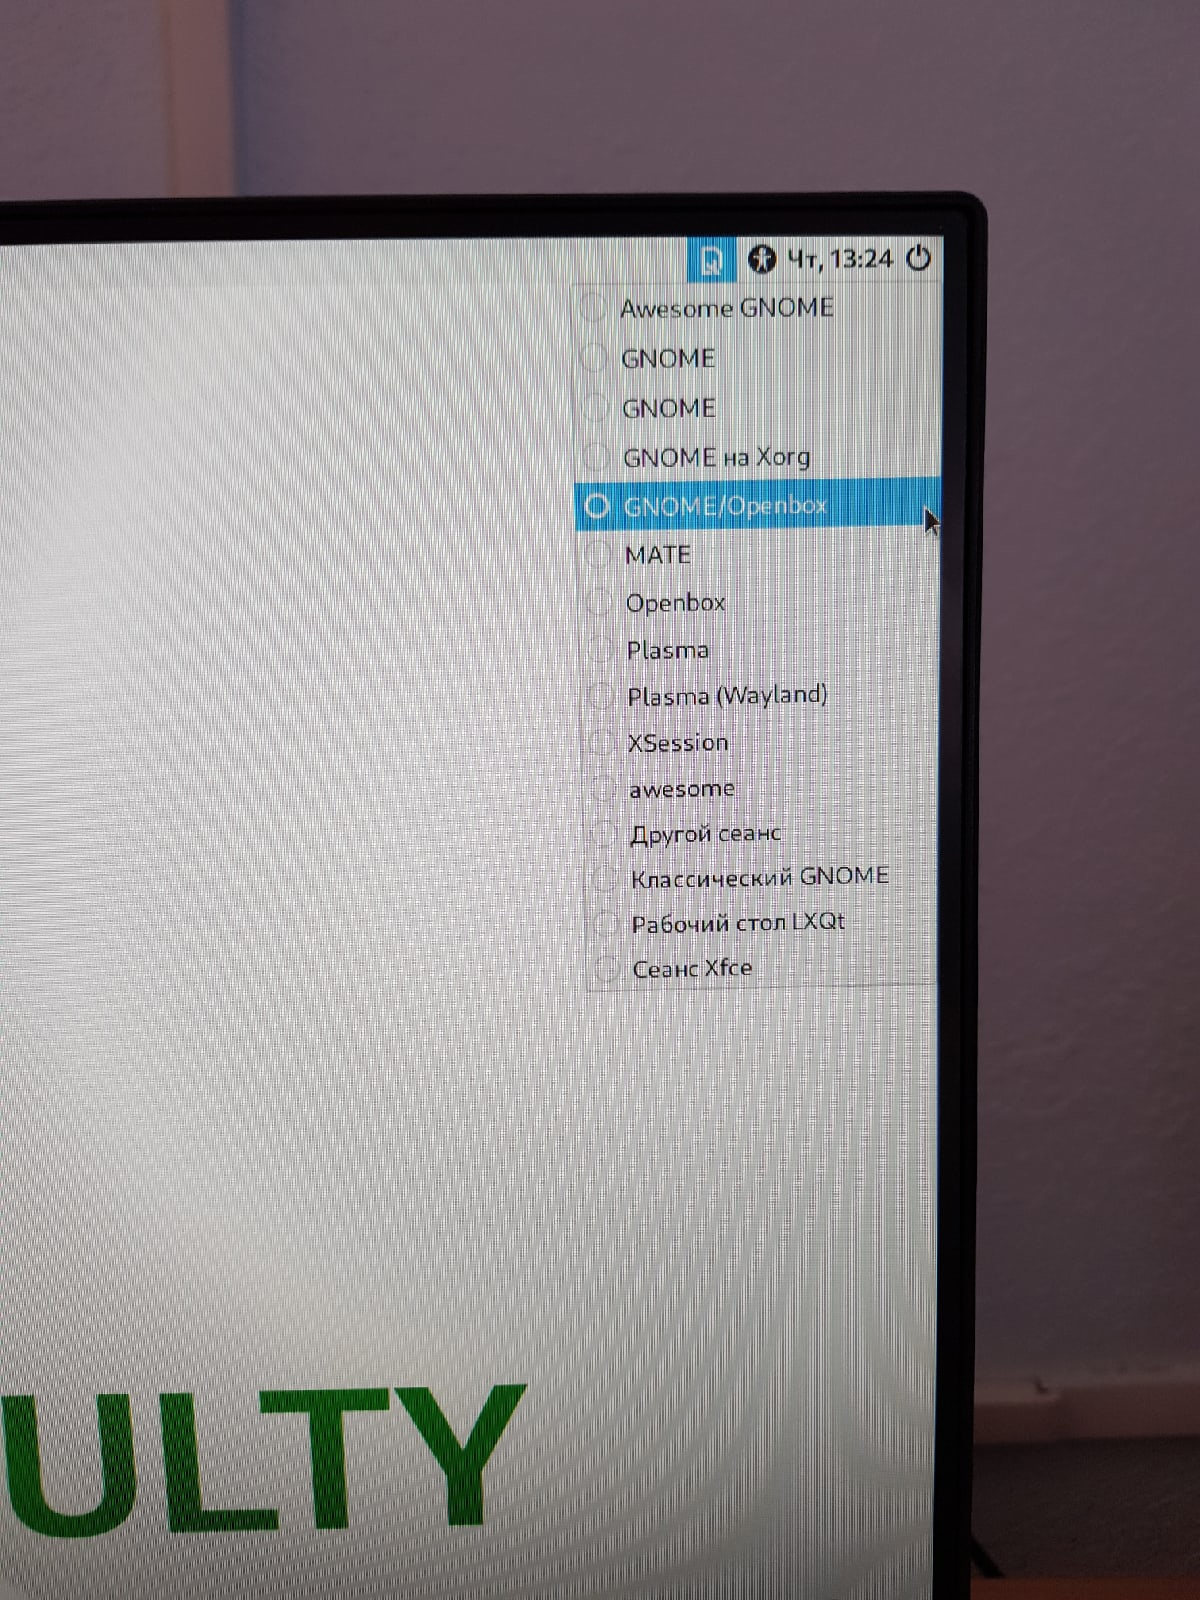 Чт, 13:24
Awesome GNOME
GNOME
GNOME
GNOME на Xorg
GNOME/Openbox
MATE
Openbox
Plasma
Plasma (Wayland)
XSession
awesome
Другой сеанс
Классический GNOME
Рабочий стол LXQt
Сеанс Xfce
ULTY